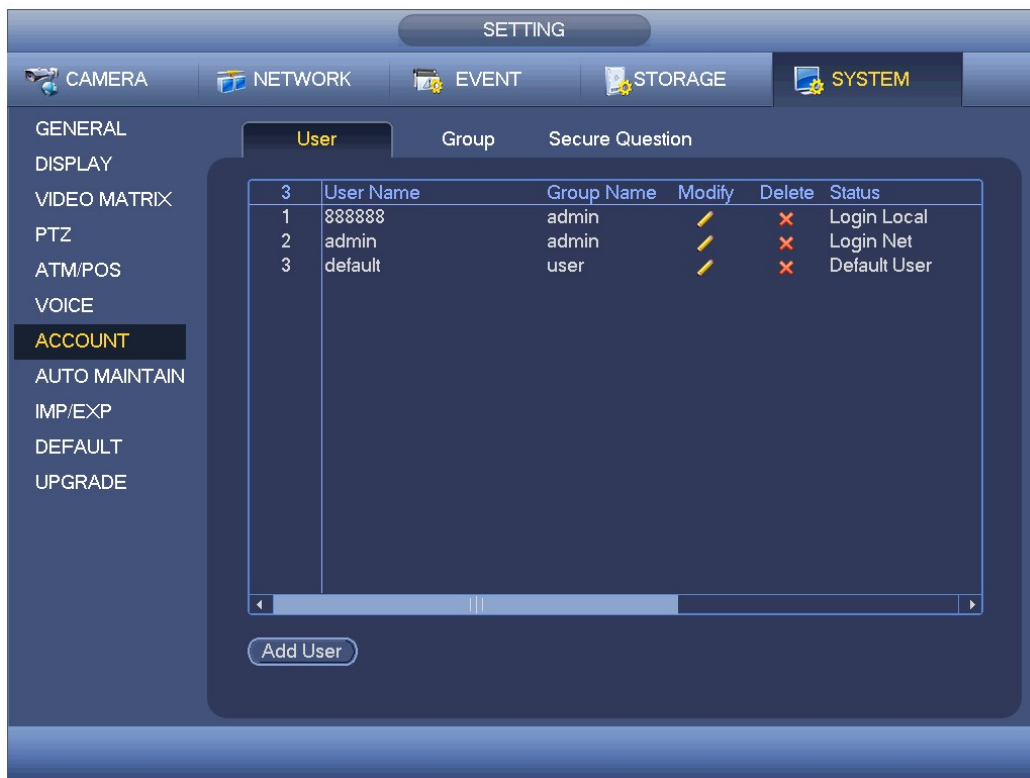 SETTING
CAMERA NETWORK EVENT STORAGE SYSTEM
GENERAL
DISPLAY
VIDEO MATRIX
PTZ
ATM/POS
VOICE
ACCOUNT
AUTO MAINTAIN
IMP/EXP
DEFAULT
UPGRADE
User Group Secure Question
3 User Name Group Name Modify Delete Status
1 888888 admin Login Local
2 admin admin Login Net
3 default user Default User
Add User